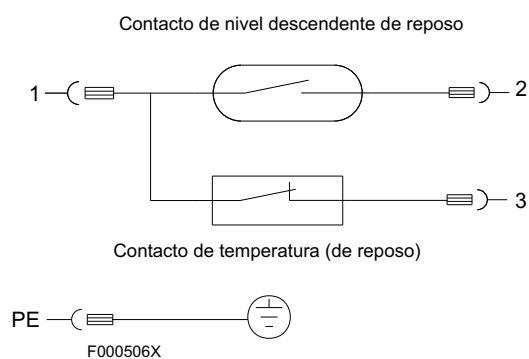 Contacto de nivel descendente de reposo
1
2
3
Contacto de temperatura (de reposo)
PE
F000506X